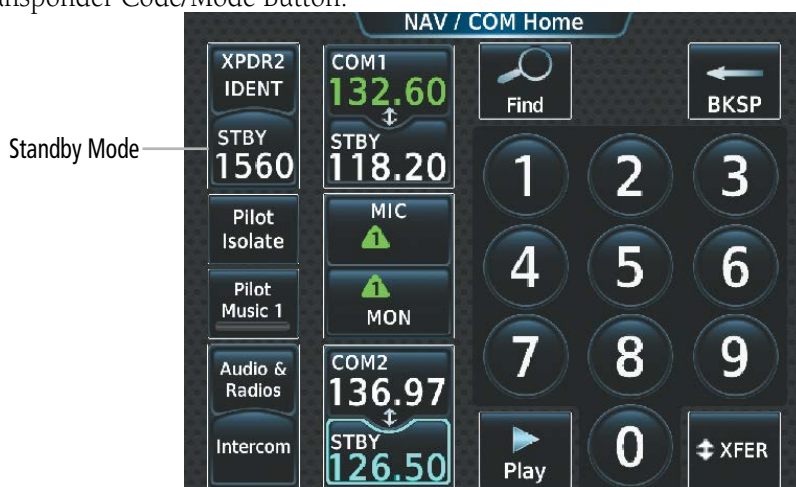 ansponder Code/Mode Button.
NAV / COM Home
XPDR2
IDENT
STBY
1560
Standby Mode
COM1
132.60
STBY
118.20
Find
BKSP
Pilot
Isolate
MIC
1
1
MON
Pilot
Music 1
Audio &
Radios
Intercom
COM2
136.97
STBY
126.50
1 2 3
4 5 6
7 8 9
Play
0
XFER